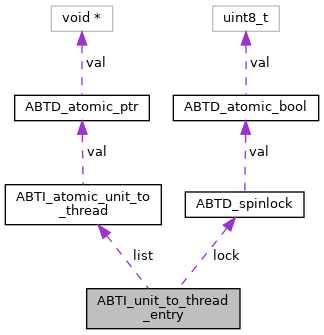 void *
uint8_t
val
val
ABTD_atomic_ptr
ABTD_atomic_bool
val
val
ABTI_atomic_unit_to
_thread
ABTD_spinlock
list
lock
ABTI_unit_to_thread
_entry